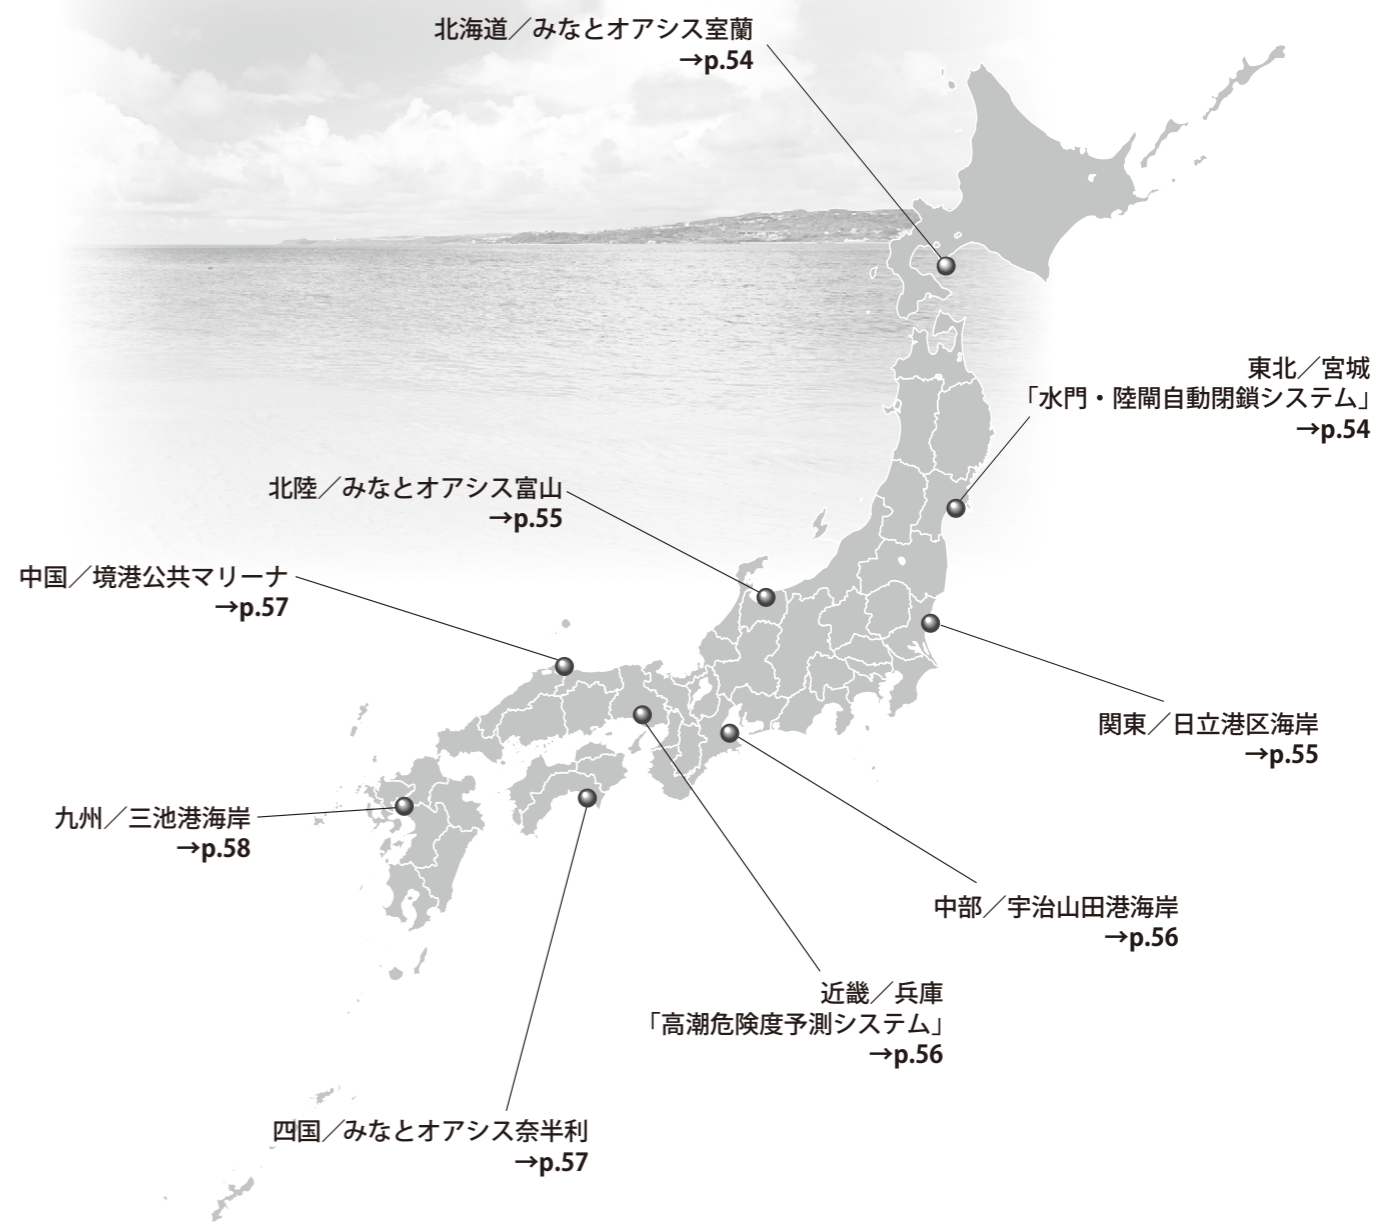 北海道／みなとオアシス室蘭
→p.54
東北／宮城
「水門・陸閘自動閉鎖システム」
→p.54
北陸／みなとオアシス富山
→p.55
中国／境港公共マリーナ
→p.57
関東／日立港区海岸
→p.55
九州／三池港海岸
→p.58
中部／宇治山田港海岸
→p.56
近畿／兵庫
「高潮危険度予測システム」
→p.56
四国／みなとオアシス奈半利
→p.57